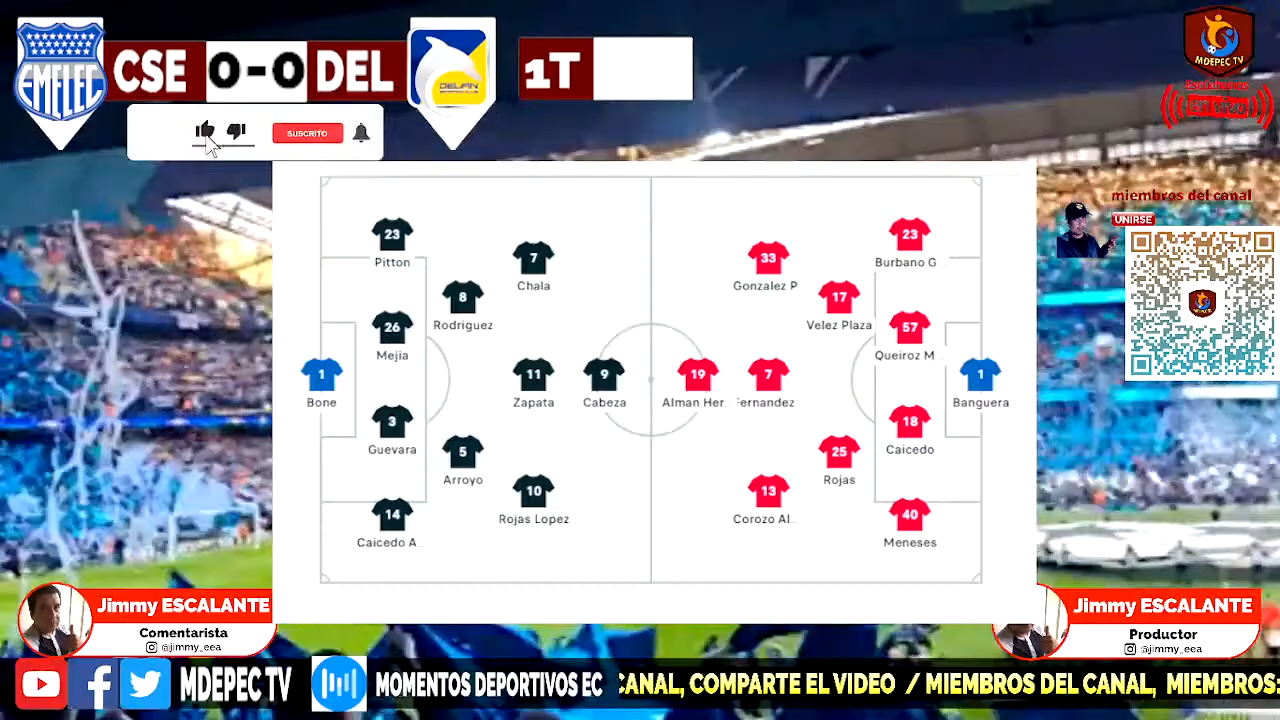 EMELEC
CSE 0-0 DEL
DELFIN
1T
MDEPEC TV
en vivo
SUSCRITO
miembros del canal
UNIRSE
23
Pitton
7
Chala
8
Rodriguez
26
Mejia
1
Bone
11
Zapata
9
Cabeza
3
Guevara
5
Arroyo
10
Rojas Lopez
14
Caicedo A..
23
Burbano G..
33
Gonzalez P
17
Velez Plaza
57
Queiroz M..
19
Alman Her..
7
Fernandez
1
Banguera
18
Caicedo
25
Rojas
13
Corozo Al..
40
Meneses
Jimmy ESCALANTE
Comentarista
@jimmy_eea
Jimmy ESCALANTE
Productor
@jimmy_eea
MDEPEC TV
MOMENTOS DEPORTIVOS EC
CANAL, COMPARTE EL VIDEO / MIEMBROS DEL CANAL, MIEMBROS: